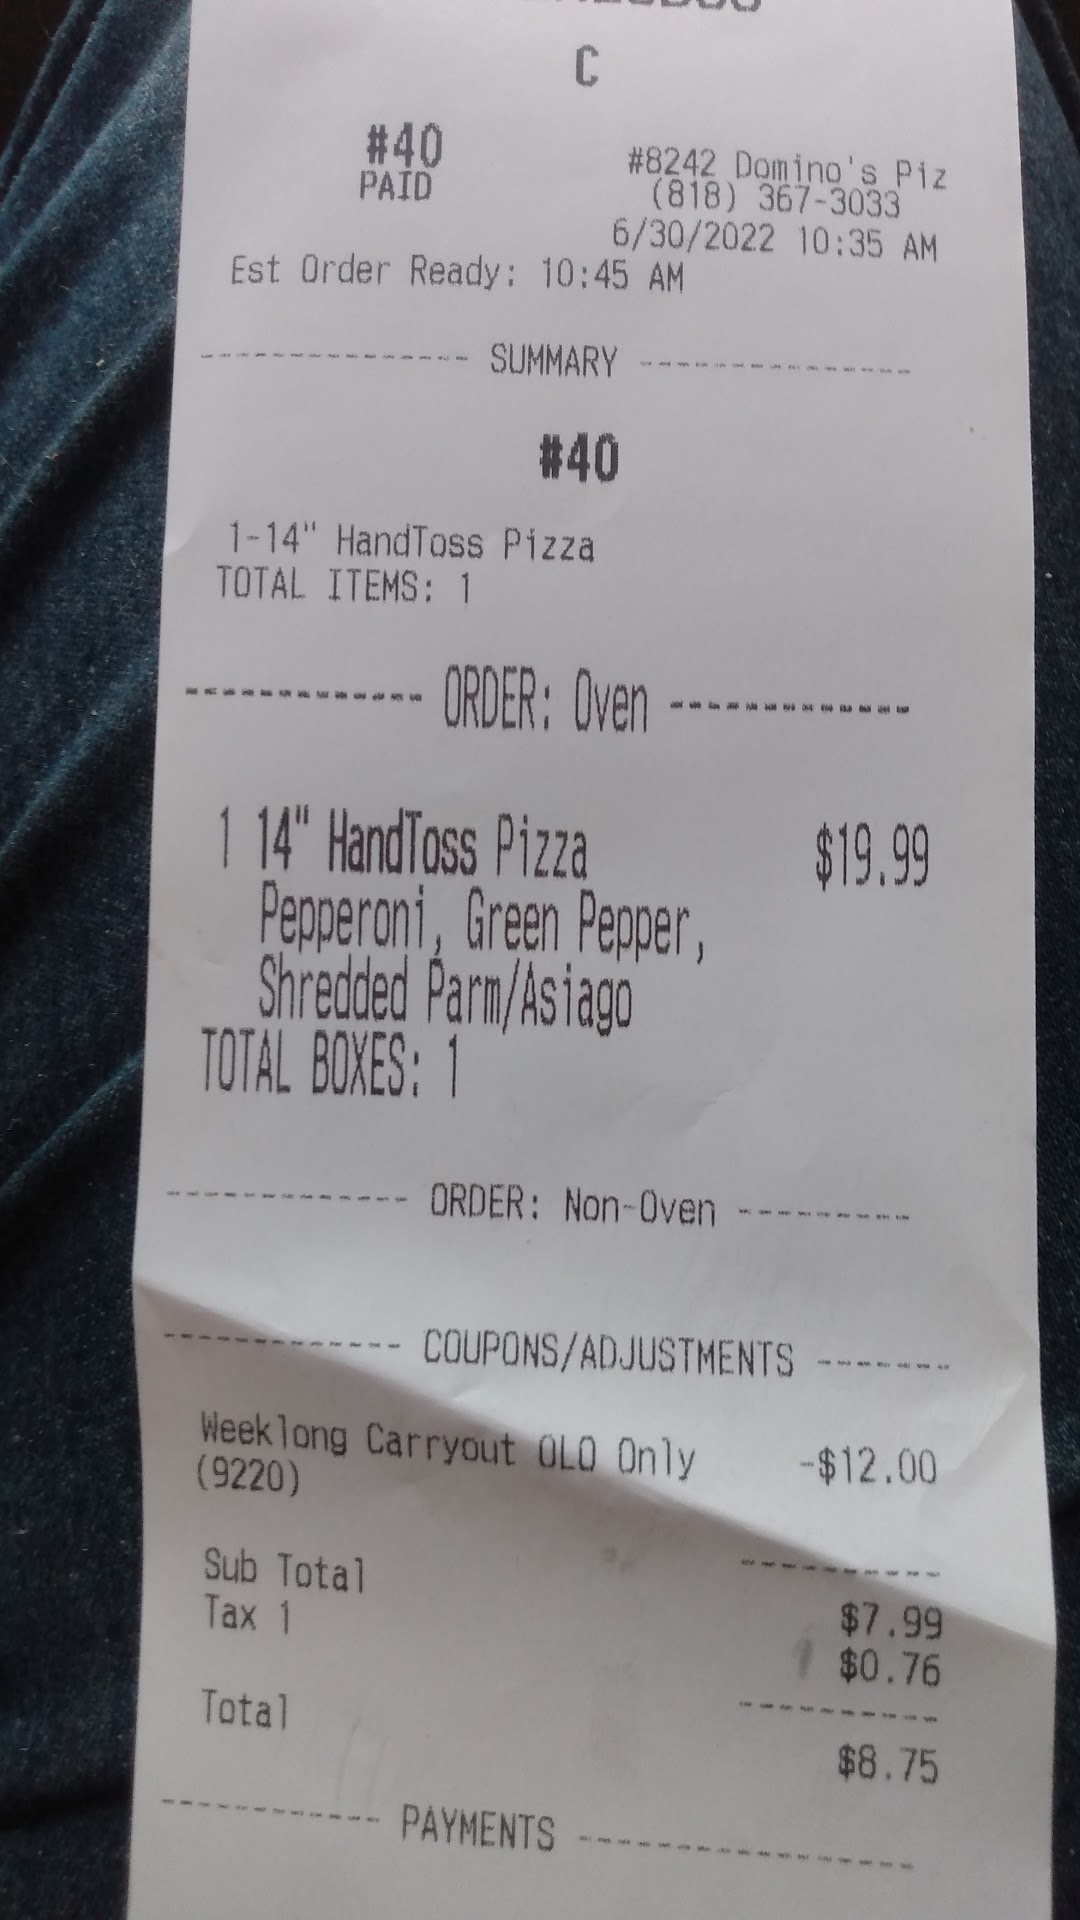 C
#40
PAID
#8242 Domino's Piz
(818) 367-3033
6/30/2022 10:35 AM
Est Order Ready: 10:45 AM
---------------- SUMMARY ----------------
#40
1-14" HandToss Pizza
TOTAL ITEMS: 1
------------- ORDER: Oven -------------
1 14" HandToss Pizza $19.99
Pepperoni, Green Pepper,
Shredded Parm/Asiago
TOTAL BOXES: 1
-------------- ORDER: Non-Oven ----------
-------------- COUPONS/ADJUSTMENTS --------
Weeklong Carryout OLO Only -$12.00
(9220)
Sub Total
$7.99
Tax 1
$0.76
Total
$8.75
------------- PAYMENTS --------------------